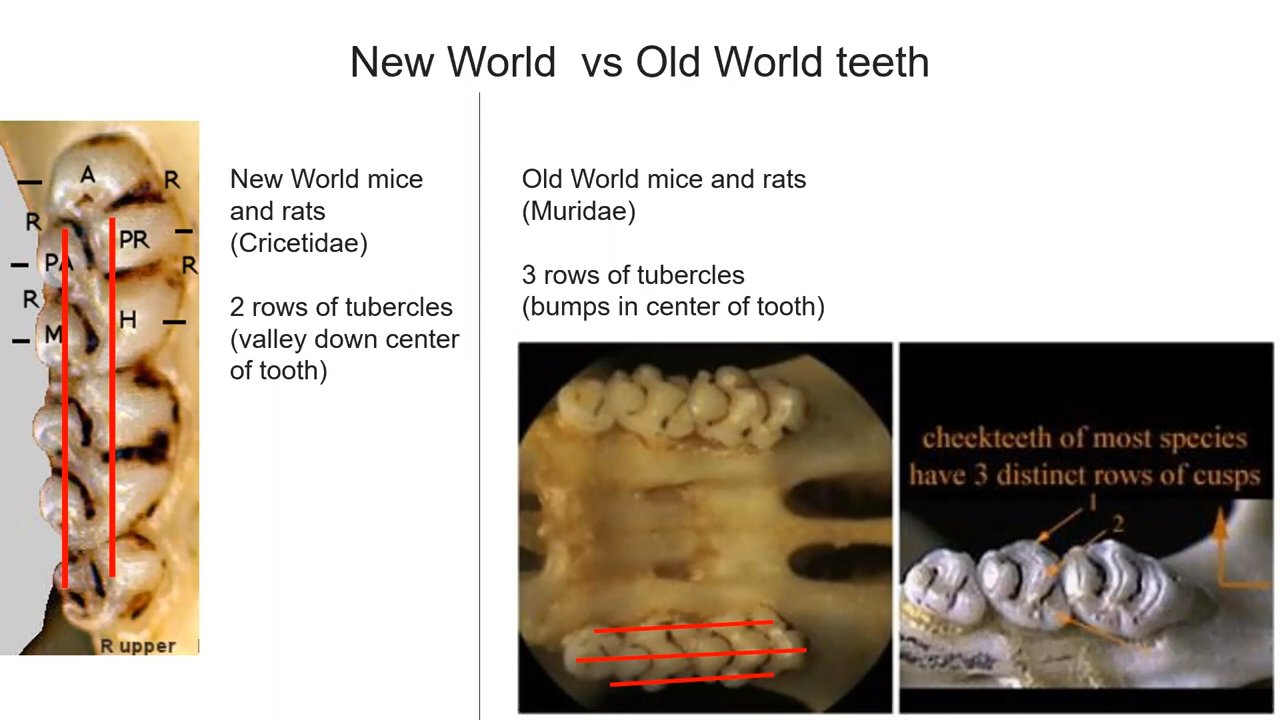 New World vs Old World teeth
A
R
R
PR
PA
R
R
H
M
R upper
New World mice
and rats
(Cricetidae)
2 rows of tubercles
(valley down center
of tooth)
Old World mice and rats
(Muridae)
3 rows of tubercles
(bumps in center of tooth)
cheekteeth of most species
have 3 distinct rows of cusps
1
2